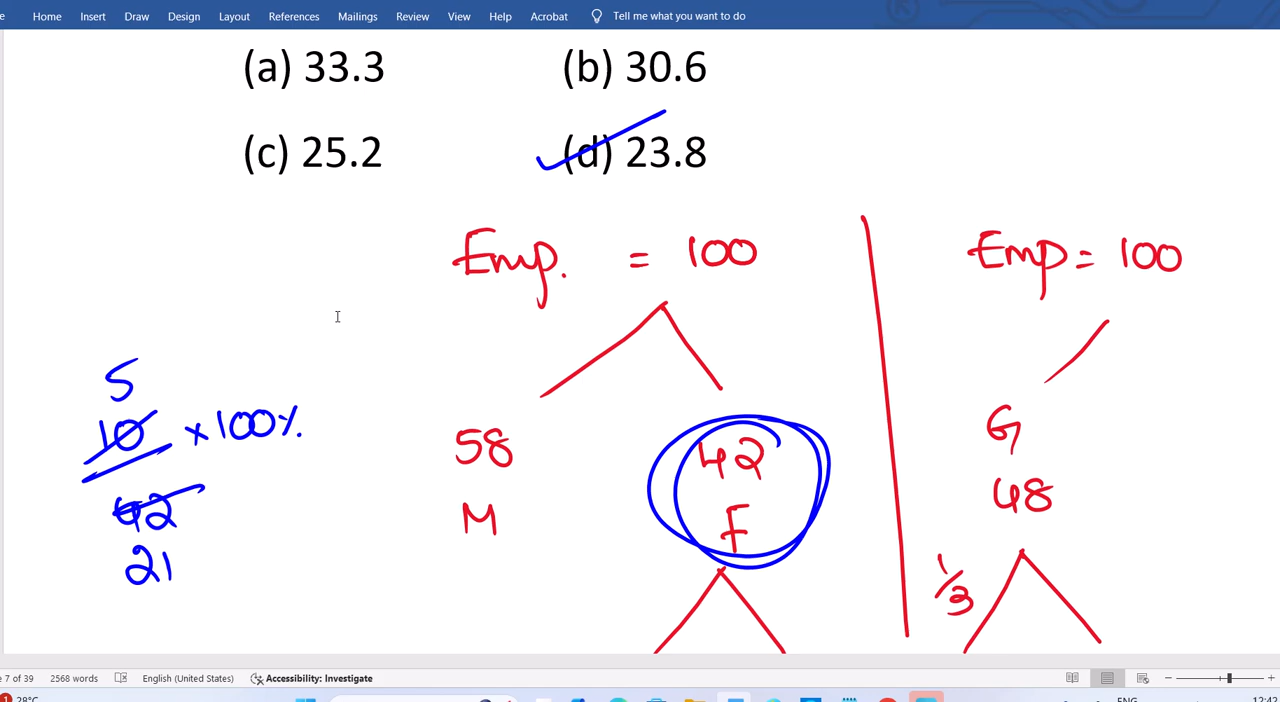 Home Insert Draw Design Layout References Mailings Review View Help Acrobat Tell me what you want to do
(a) 33.3 (b) 30.6
(c) 25.2 (d) 23.8
Emp. = 100
Emp = 100
5
10 × 100%
42
21
58
M
42
F
G
48
1/3
7 of 39 2568 words English (United States) Accessibility: Investigate
28°C
ENG